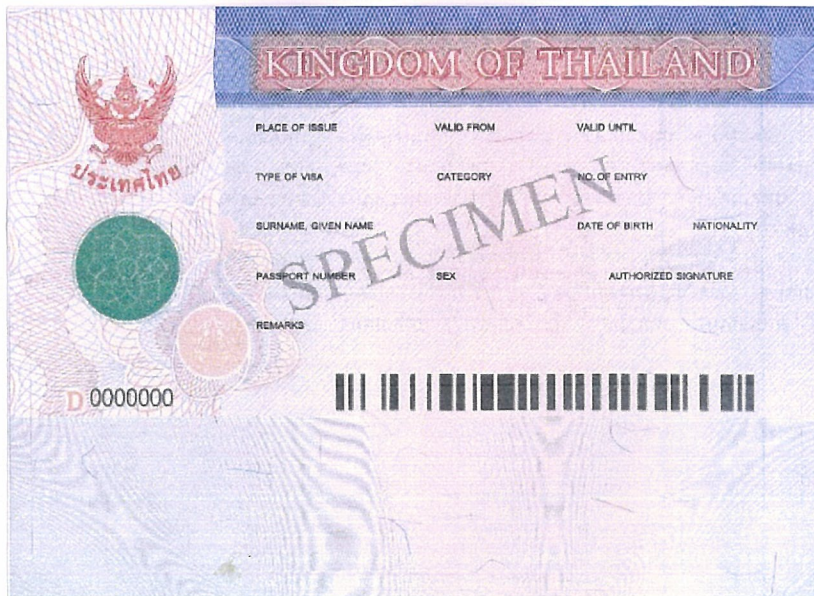 KINGDOM OF THAILAND
ประเทศไทย
PLACE OF ISSUE VALID FROM VALID UNTIL
TYPE OF VISA CATEGORY NO. OF ENTRY
SURNAME, GIVEN NAME DATE OF BIRTH NATIONALITY
PASSPORT NUMBER SEX AUTHORIZED SIGNATURE
REMARKS
SPECIMEN
D 0000000